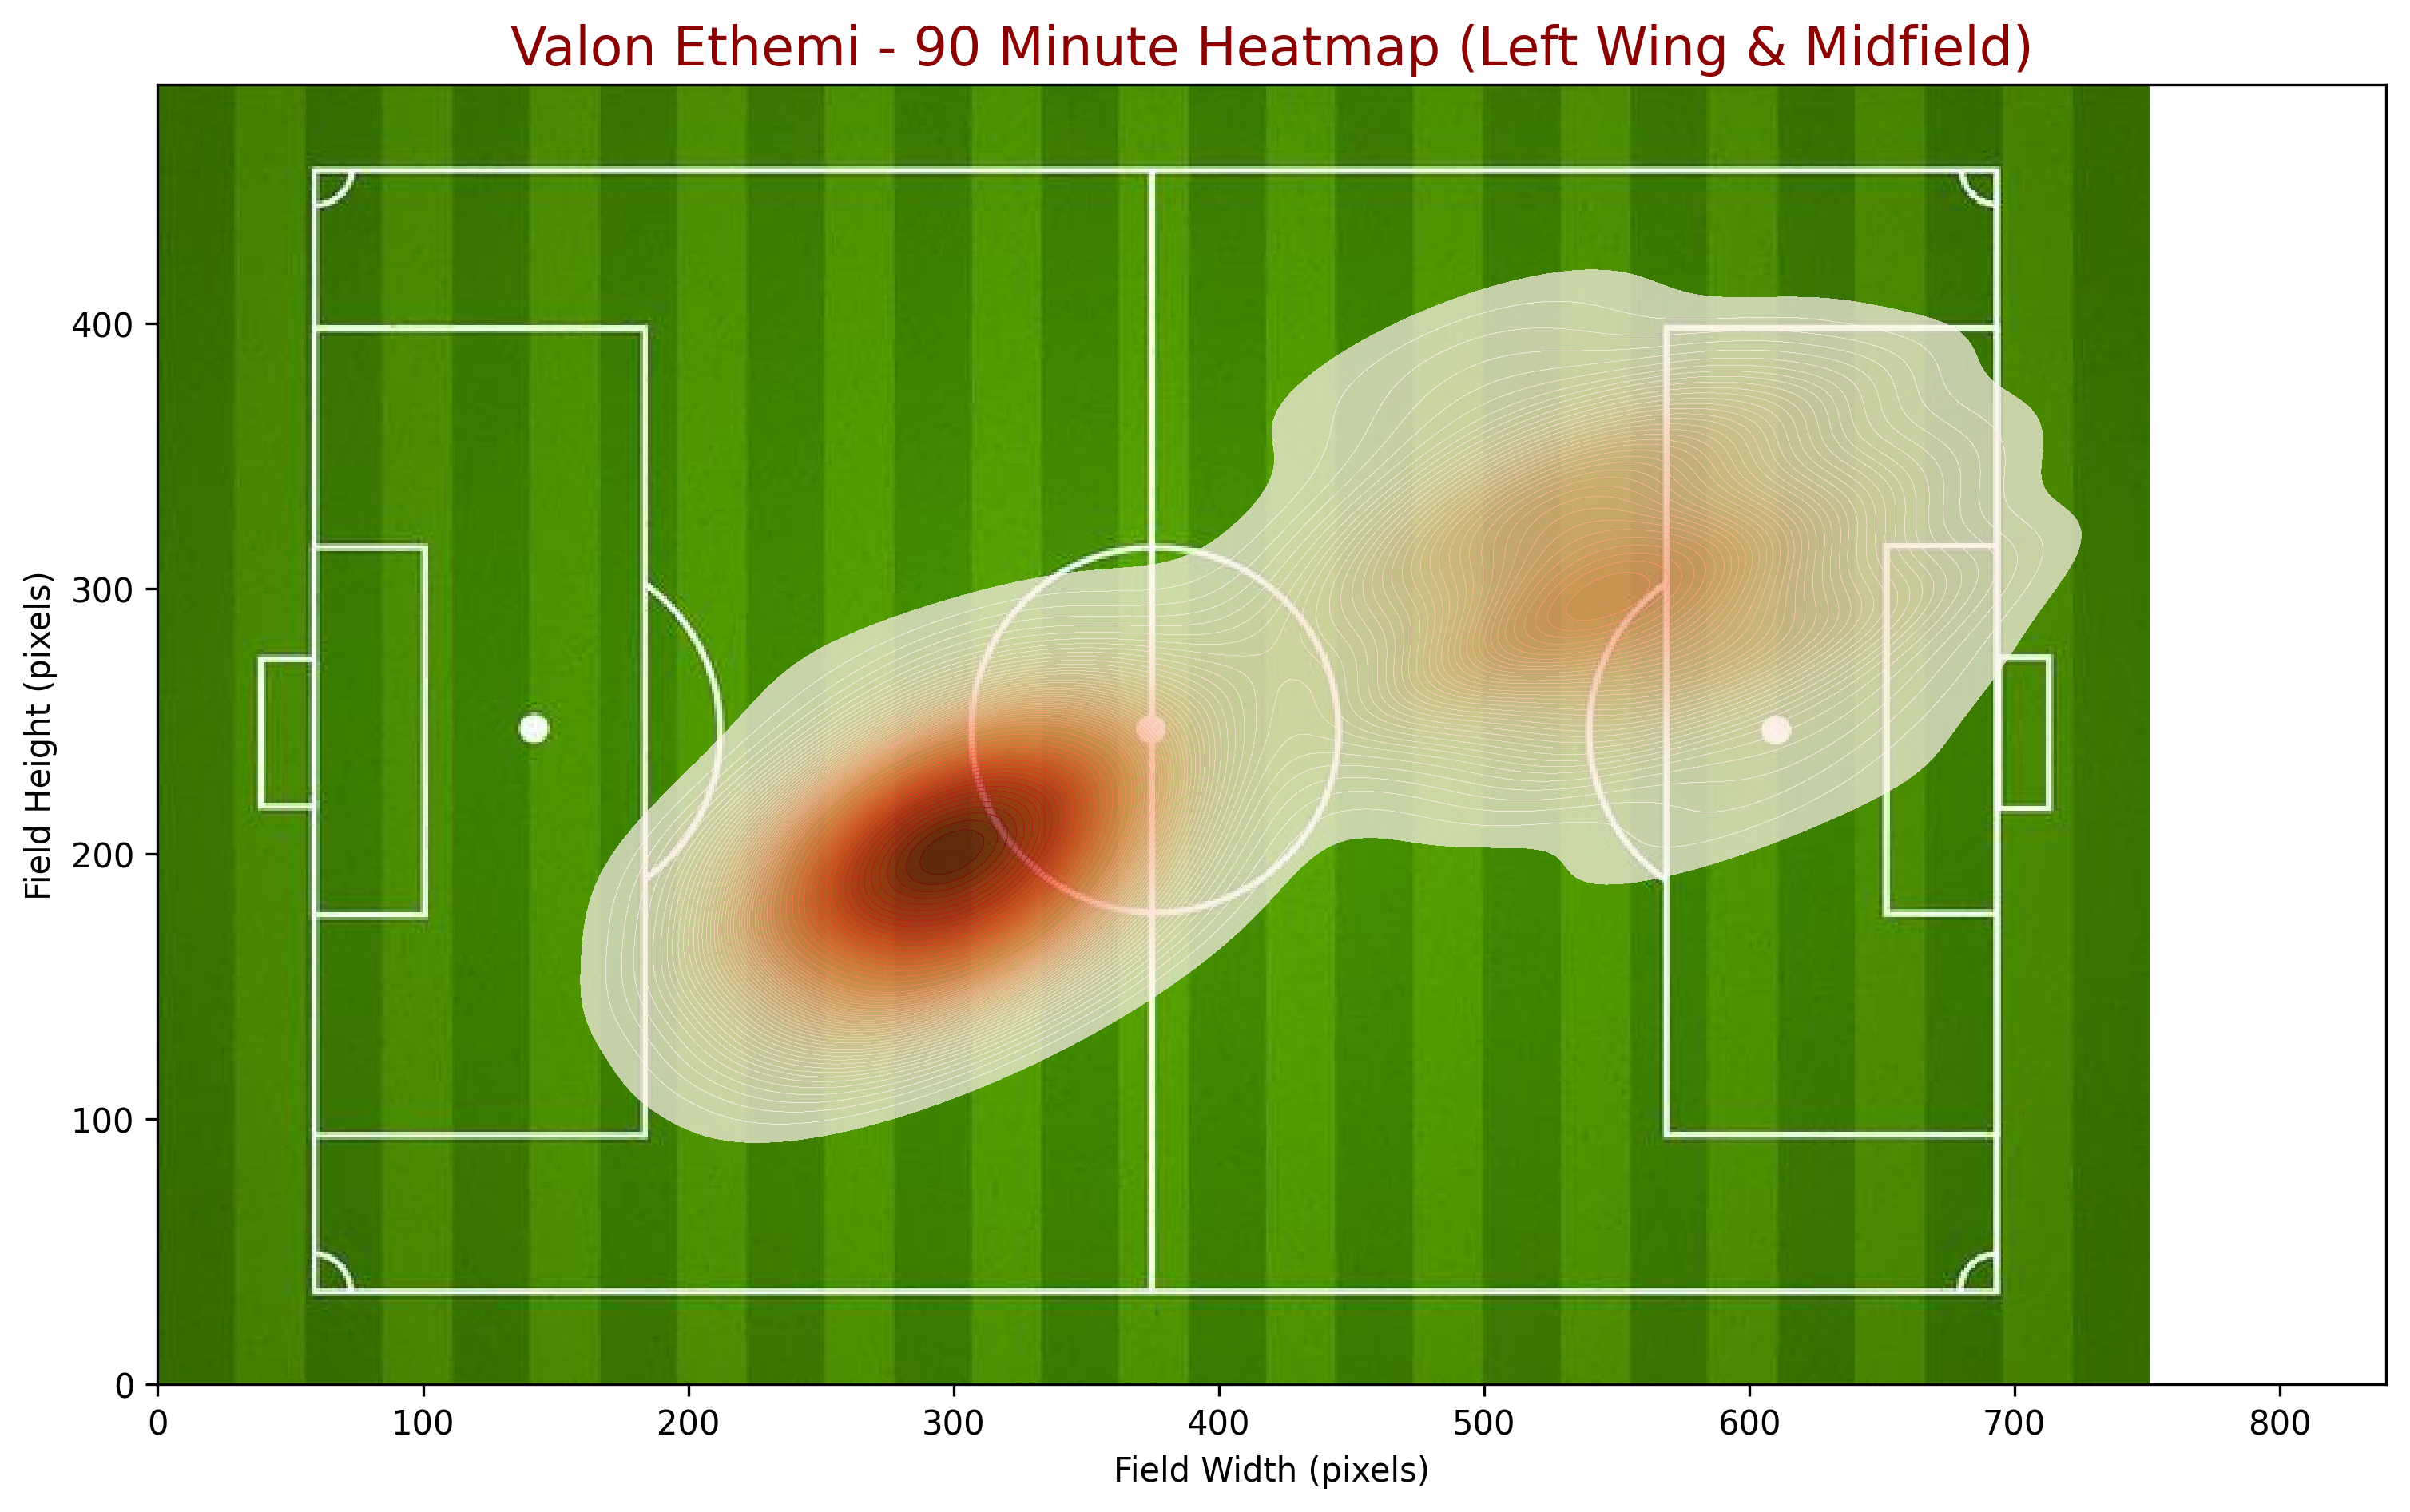 Valon Ethemi - 90 Minute Heatmap (Left Wing & Midfield)
Field Height (pixels)
400
300
200
100
0
0 100 200 300 400 500 600 700 800
Field Width (pixels)